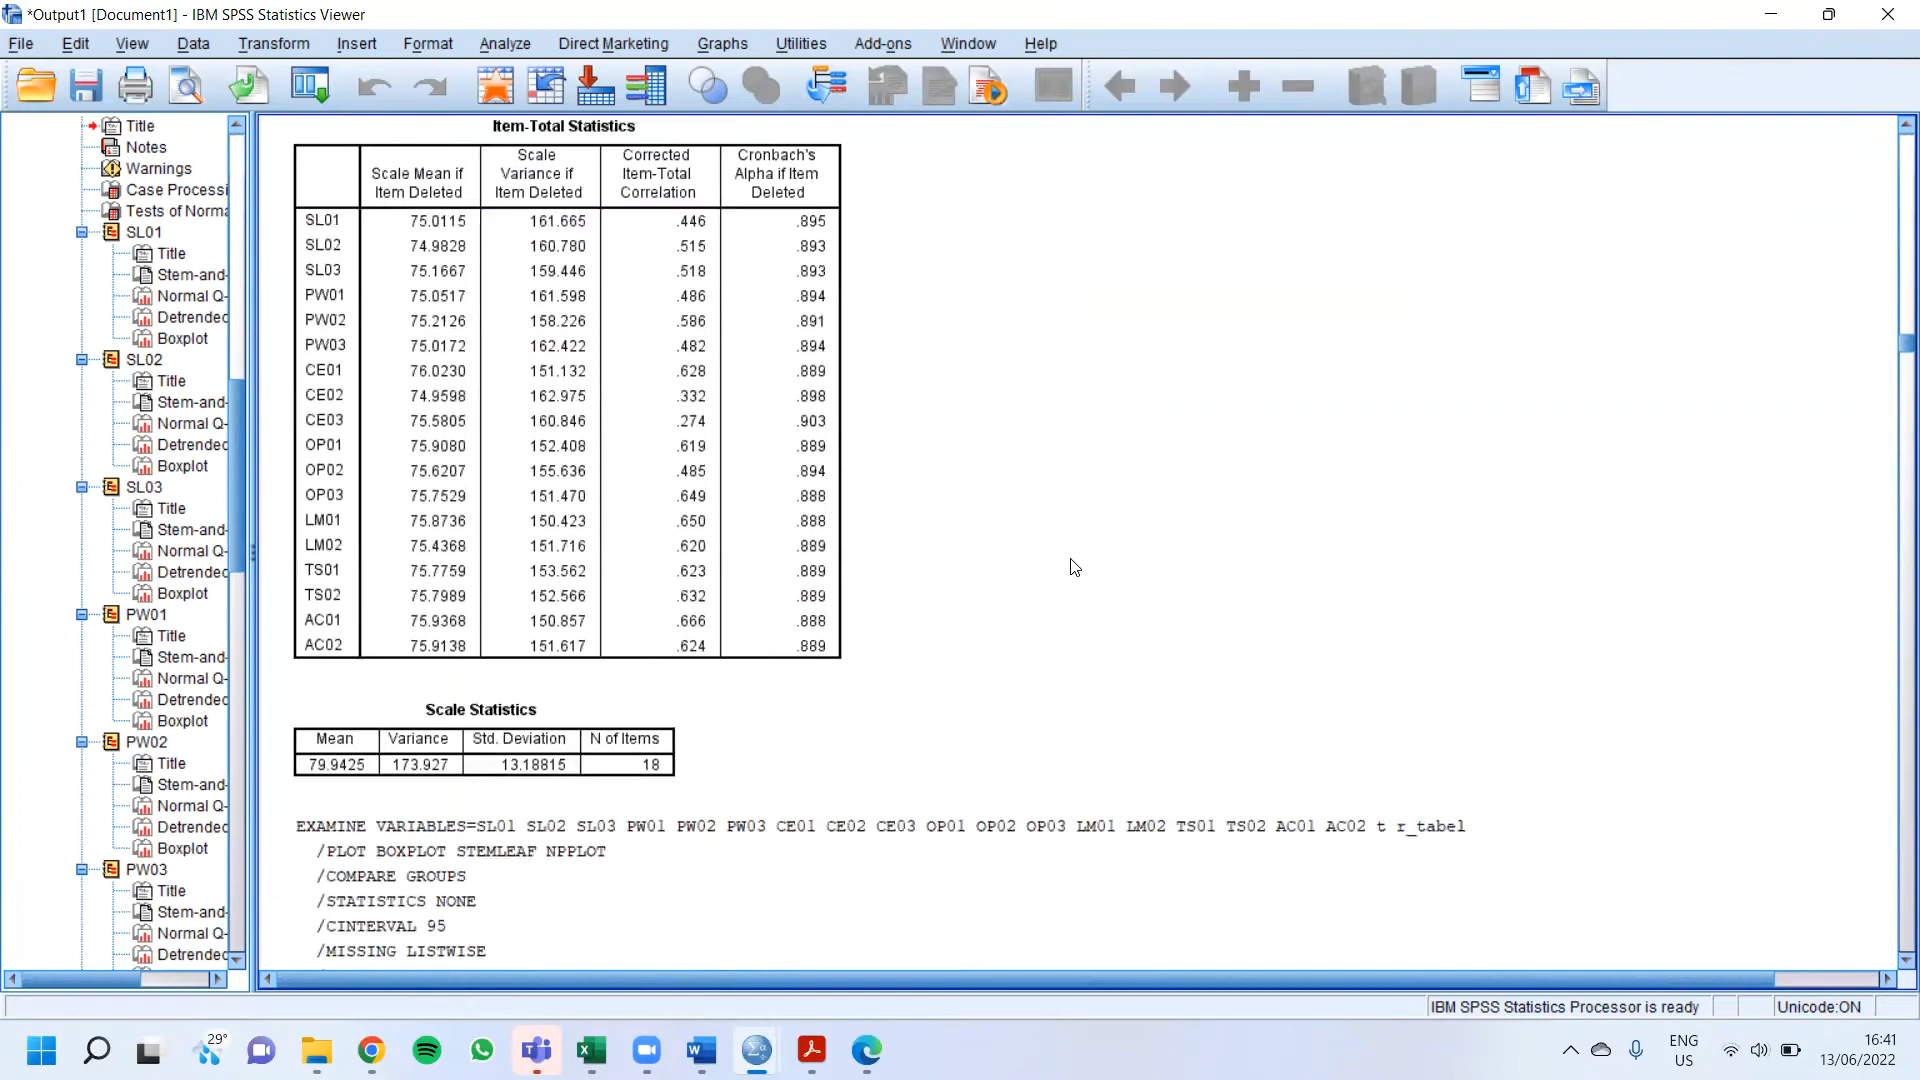 *Output1 [Document1] - IBM SPSS Statistics Viewer
File Edit View Data Transform Insert Format Analyze Direct Marketing Graphs Utilities Add-ons Window Help
Title
Notes
Warnings
Case Processi
Tests of Norma
SL01
Title
Stem-and-
Normal Q-
Detrended
Boxplot
SL02
Title
Stem-and-
Normal Q-
Detrended
Boxplot
SL03
Title
Stem-and-
Normal Q-
Detrended
Boxplot
PW01
Title
Stem-and-
Normal Q-
Detrended
Boxplot
PW02
Title
Stem-and-
Normal Q-
Detrended
Boxplot
PW03
Title
Stem-and-
Normal Q-
Detrended
Item-Total Statistics
Scale Mean if Item Deleted Scale Variance if Item Deleted Corrected Item-Total Correlation Cronbach's Alpha if Item Deleted
SL01 75.0115 161.665 .446 .895
SL02 74.9828 160.780 .515 .893
SL03 75.1667 159.446 .518 .893
PW01 75.0517 161.598 .486 .894
PW02 75.2126 158.226 .586 .891
PW03 75.0172 162.422 .482 .894
CE01 76.0230 151.132 .628 .889
CE02 74.9598 162.975 .332 .898
CE03 75.5805 160.846 .274 .903
OP01 75.9080 152.408 .619 .889
OP02 75.6207 155.636 .485 .894
OP03 75.7529 151.470 .649 .888
LM01 75.8736 150.423 .650 .888
LM02 75.4368 151.716 .620 .889
TS01 75.7759 153.562 .623 .889
TS02 75.7989 152.566 .632 .889
AC01 75.9368 150.857 .666 .888
AC02 75.9138 151.617 .624 .889
Scale Statistics
Mean Variance Std. Deviation N of Items
79.9425 173.927 13.18815 18
EXAMINE VARIABLES=SL01 SL02 SL03 PW01 PW02 PW03 CE01 CE02 CE03 OP01 OP02 OP03 LM01 LM02 TS01 TS02 AC01 AC02 t r_tabel
/PLOT BOXPLOT STEMLEAF NPPLOT
/COMPARE GROUPS
/STATISTICS NONE
/CINTERVAL 95
/MISSING LISTWISE
IBM SPSS Statistics Processor is ready Unicode:ON
29°
ENG
US
16:41
13/06/2022